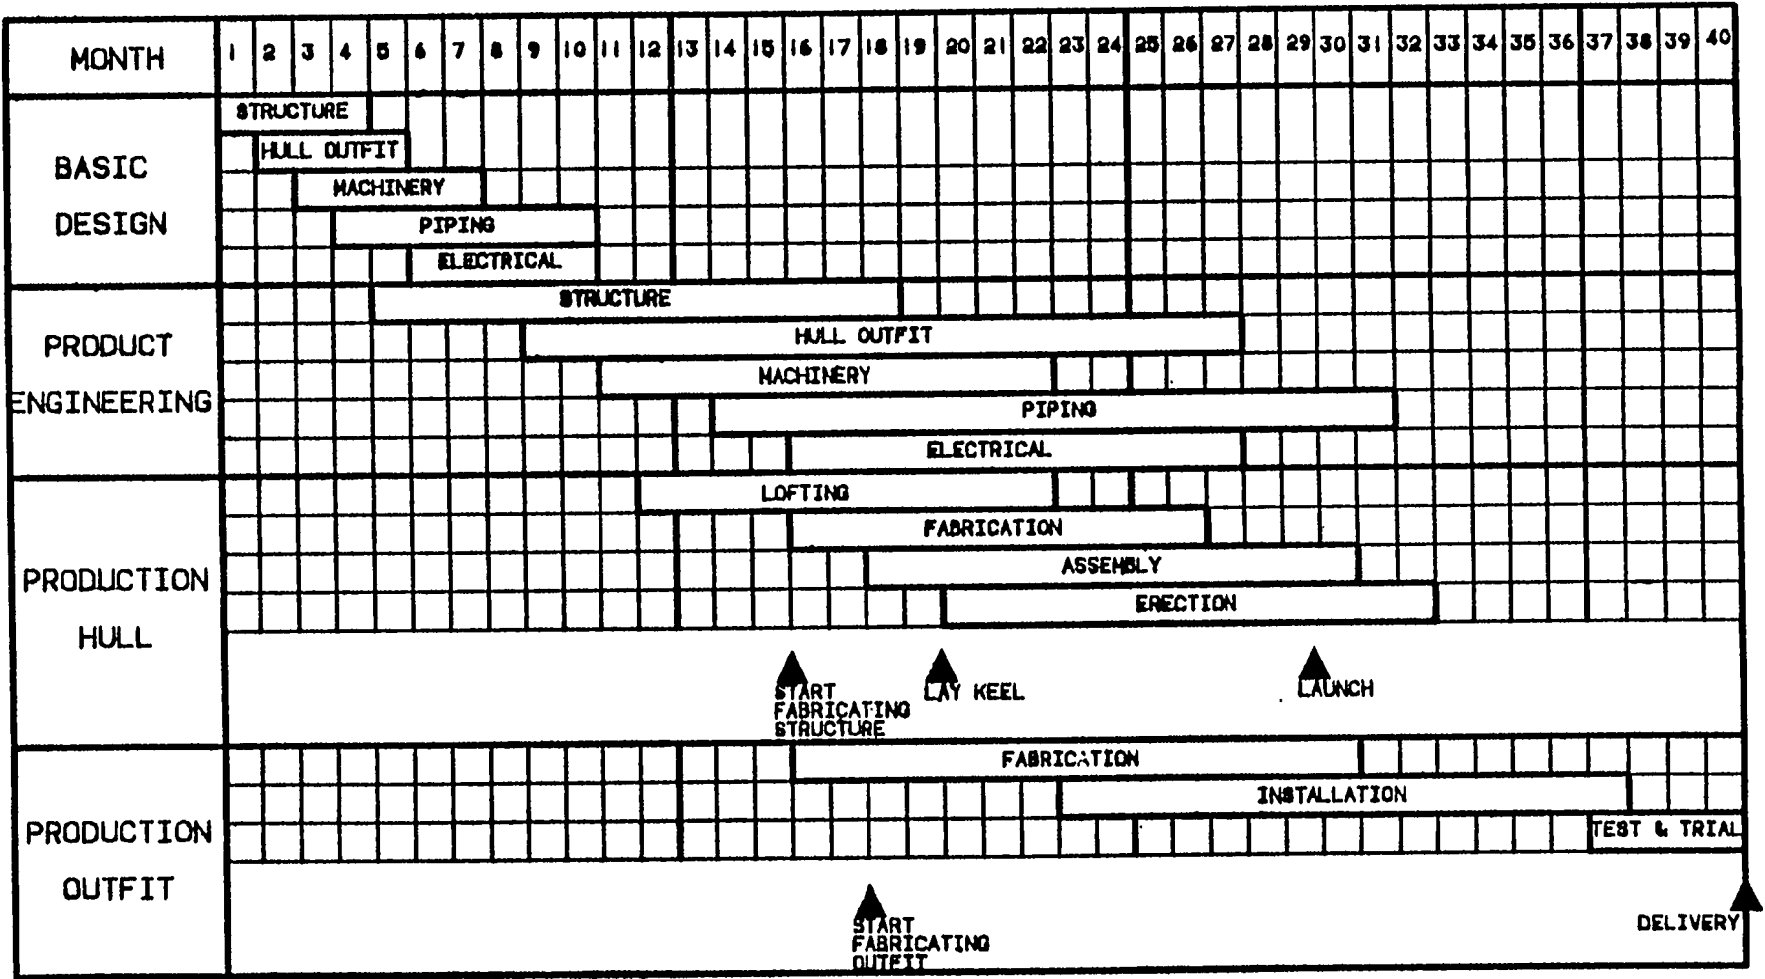 MONTH 1 2 3 4 5 6 7 8 9 10 11 12 13 14 15 16 17 18 19 20 21 22 23 24 25 26 27 28 29 30 31 32 33 34 35 36 37 38 39 40
BASIC
DESIGN
STRUCTURE
HULL OUTFIT
MACHINERY
PIPING
ELECTRICAL
PRODUCT
ENGINEERING
STRUCTURE
HULL OUTFIT
MACHINERY
PIPING
ELECTRICAL
PRODUCTION
HULL
LOFTING
FABRICATION
ASSEMBLY
ERECTION
START
FABRICATING
STRUCTURE
LAY KEEL
LAUNCH
PRODUCTION
OUTFIT
FABRICATION
INSTALLATION
TEST & TRIAL
START
FABRICATING
OUTFIT
DELIVERY